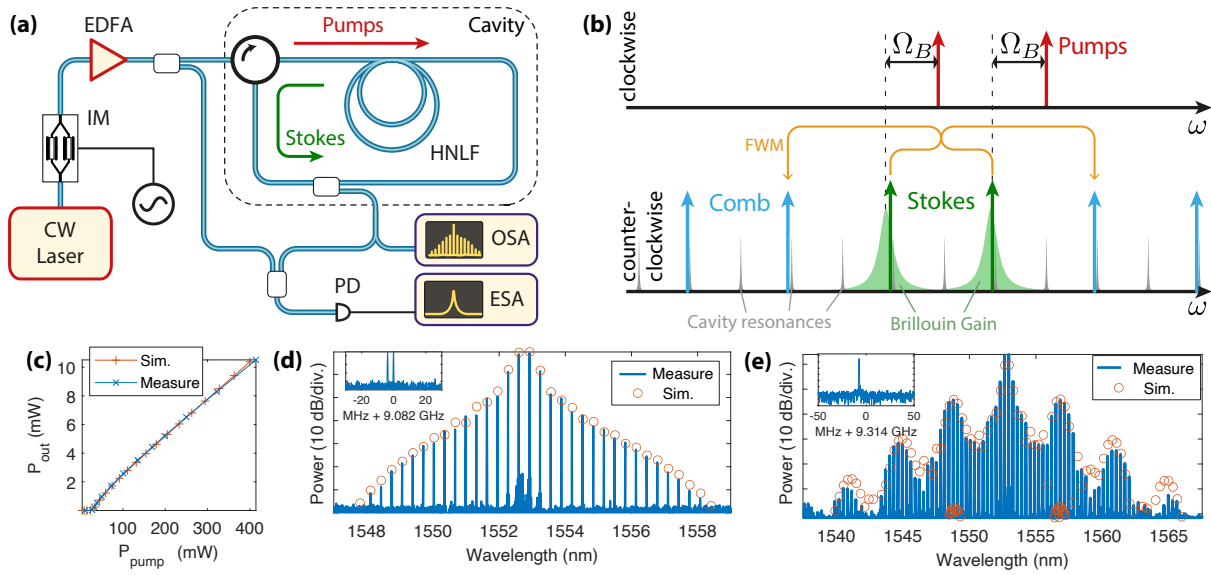 (a)
EDFA
Pumps
Cavity
IM
Stokes
HNLF
CW
Laser
PD
OSA
ESA
(b)
clockwise
Ω_B
Ω_B
Pumps
ω
FWM
counter-
clockwise
Comb
Stokes
ω
Cavity resonances
Brillouin Gain
(c)
Sim.
Measure
P_out (mW)
10
8
6
4
2
100 200 300 400
P_pump (mW)
(d)
Power (10 dB/div.)
Measure
Sim.
-20 0 20
MHz + 9.082 GHz
1548 1550 1552 1554 1556 1558
Wavelength (nm)
(e)
Power (10 dB/div.)
Measure
Sim.
-50 0 50
MHz + 9.314 GHz
1540 1545 1550 1555 1560 1565
Wavelength (nm)